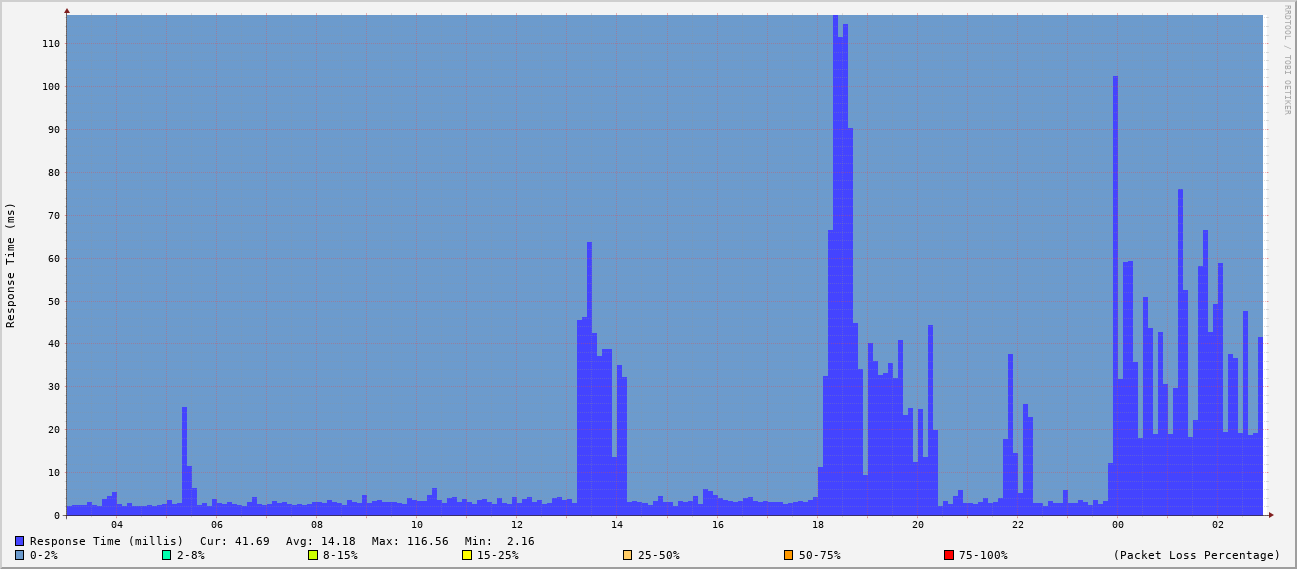 RRDTOOL / TOBI OETIKER
Response Time (ms)
110
100
90
80
70
60
50
40
30
20
10
0
04 06 08 10 12 14 16 18 20 22 00 02
Response Time (millis) Cur: 41.69 Avg: 14.18 Max: 116.56 Min: 2.16
0-2% 2-8% 8-15% 15-25% 25-50% 50-75% 75-100% (Packet Loss Percentage)